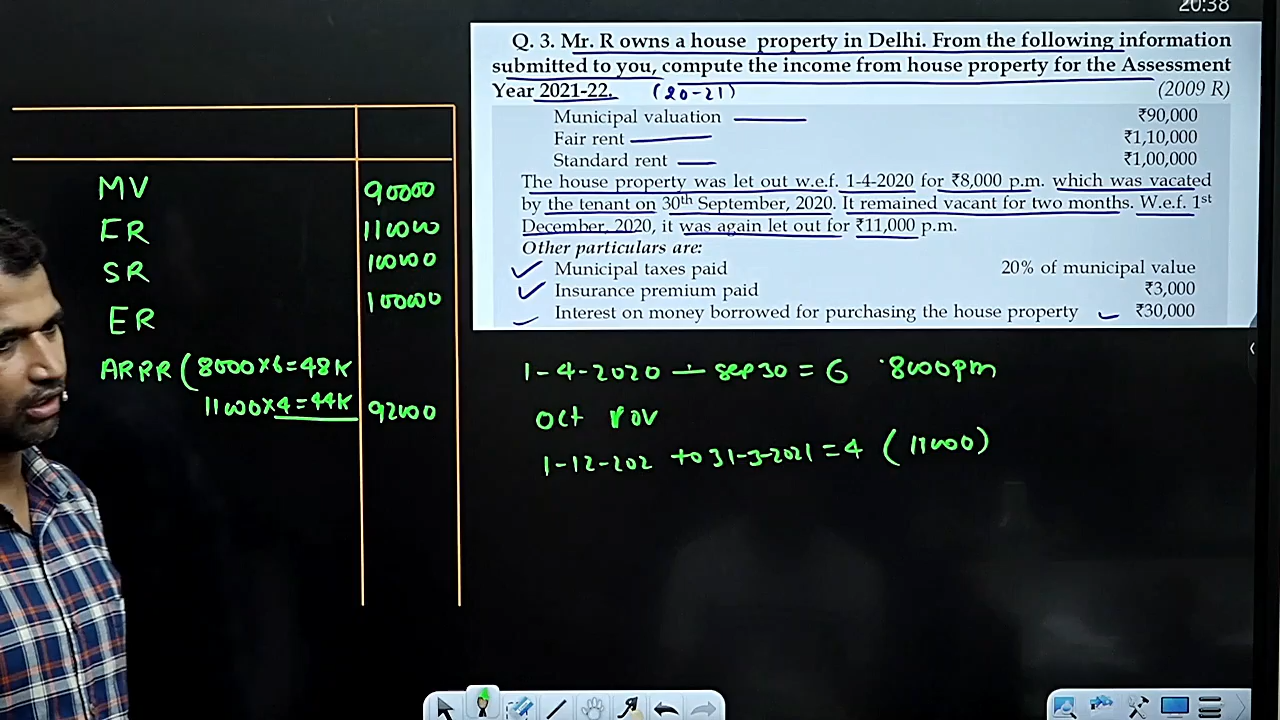 20:38
Q. 3. Mr. R owns a house property in Delhi. From the following information
submitted to you, compute the income from house property for the Assessment
Year 2021-22. (20-21) (2009 R)
Municipal valuation ₹90,000
Fair rent ₹1,10,000
Standard rent ₹1,00,000
The house property was let out w.e.f. 1-4-2020 for ₹8,000 p.m. which was vacated
by the tenant on 30th September, 2020. It remained vacant for two months. W.e.f. 1st
December, 2020, it was again let out for ₹11,000 p.m.
Other particulars are:
Municipal taxes paid 20% of municipal value
Insurance premium paid ₹3,000
Interest on money borrowed for purchasing the house property ₹30,000
MV 90000
FR 110000
SR 100000
ER 100000
ARRR (8000×6=48K
11000×4=44K 92000
1-4-2020 - sep 30 = 6 8000pm
Oct Nov
1-12-202 to 31-3-2021 = 4 (11000)